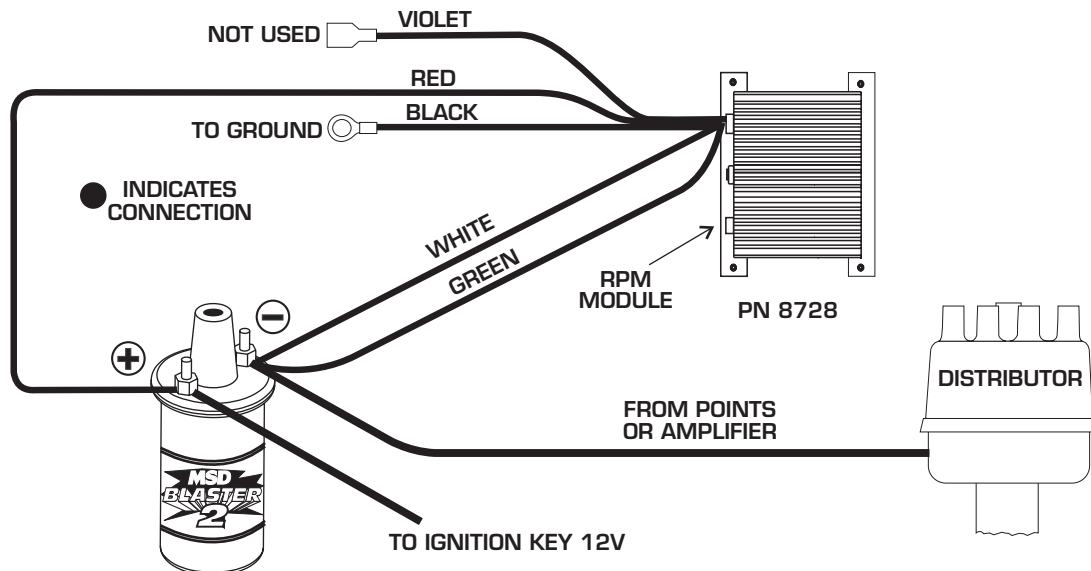 VIOLET
NOT USED
RED
BLACK
TO GROUND
INDICATES
CONNECTION
WHITE
GREEN
RPM
MODULE
PN 8728
−
+
DISTRIBUTOR
FROM POINTS
OR AMPLIFIER
MSD
BLASTER
2
TO IGNITION KEY 12V